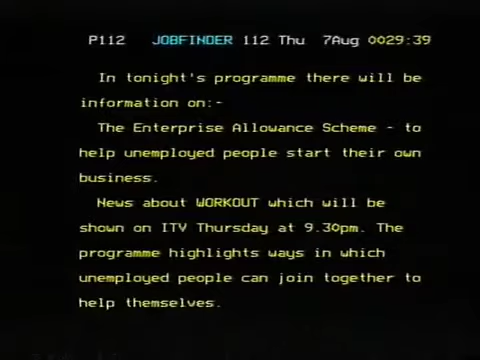 P112 JOBFINDER 112 Thu 7Aug 0029:39
In tonight's programme there will be
information on:-
The Enterprise Allowance Scheme - to
help unemployed people start their own
business.
News about WORKOUT which will be
shown on ITV Thursday at 9.30pm. The
programme highlights ways in which
unemployed people can join together to
help themselves.